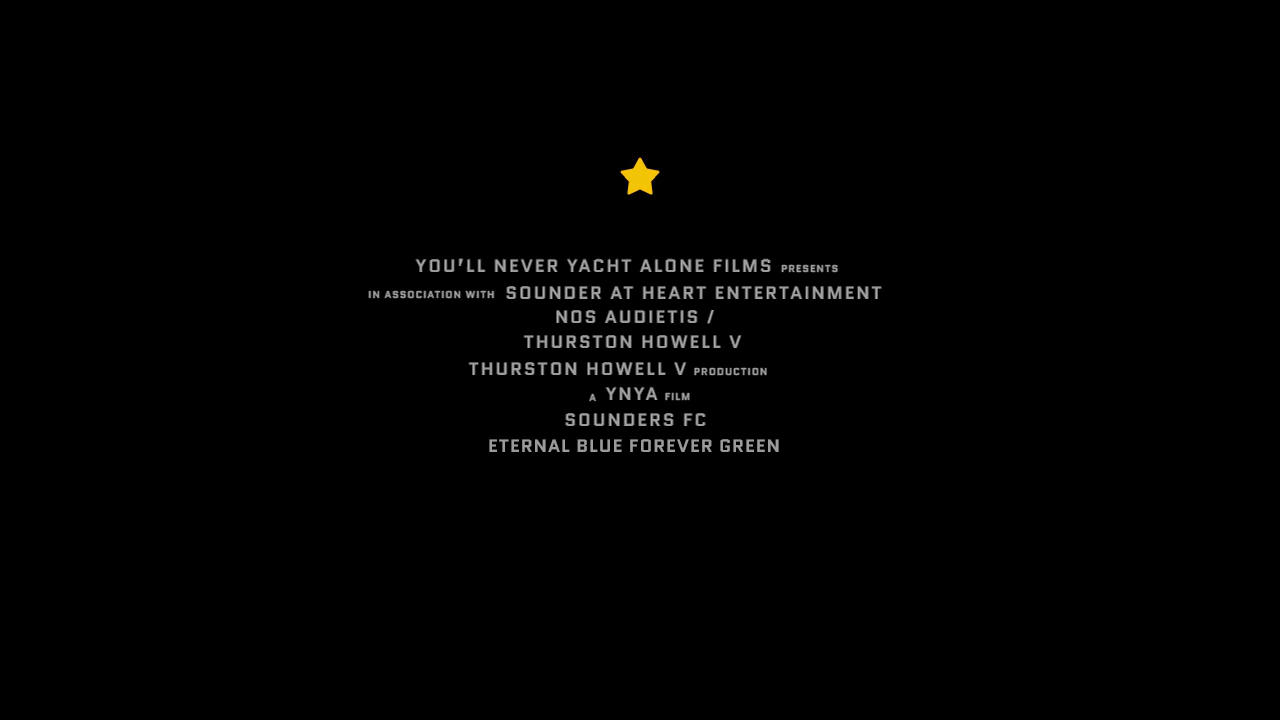 YOU'LL NEVER YACHT ALONE FILMS PRESENTS
IN ASSOCIATION WITH SOUNDER AT HEART ENTERTAINMENT
NOS AUDIETIS /
THURSTON HOWELL V
THURSTON HOWELL V PRODUCTION
A YNYA FILM
SOUNDERS FC
ETERNAL BLUE FOREVER GREEN